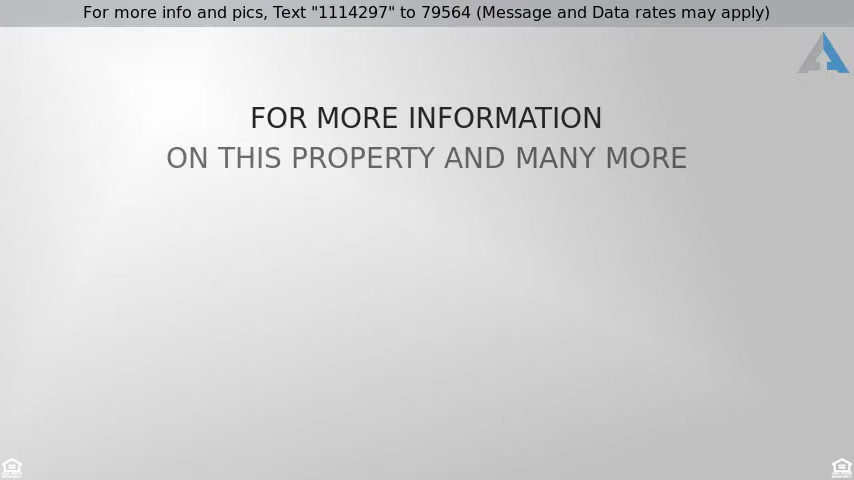 For more info and pics, Text "1114297" to 79564 (Message and Data rates may apply)
FOR MORE INFORMATION
ON THIS PROPERTY AND MANY MORE